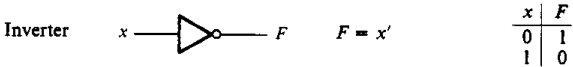 x F
Inverter x F F = x′ 0 1
1 0